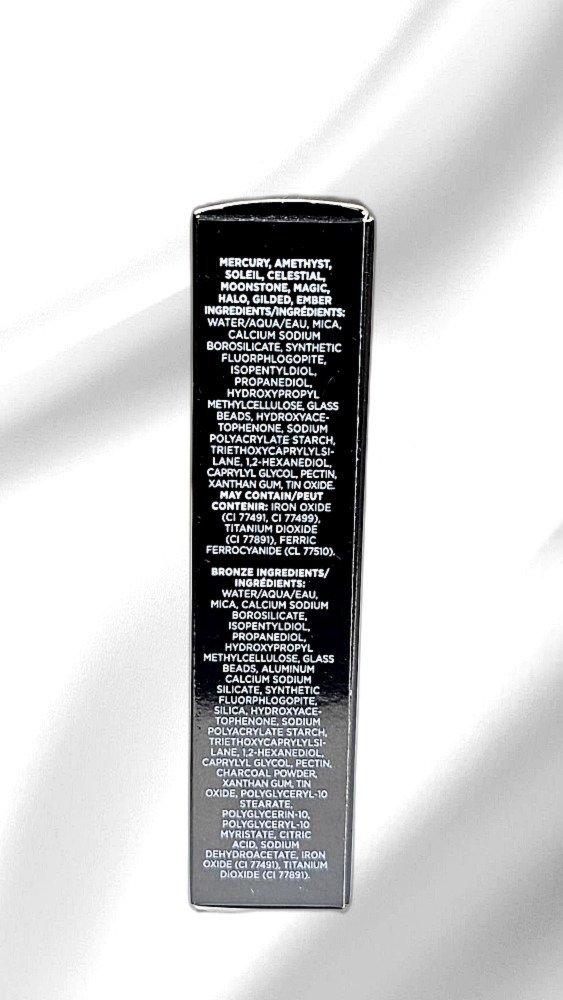 MERCURY, AMETHYST,
SOLEIL, CELESTIAL,
MOONSTONE, MAGIC,
HALO, GILDED, EMBER
INGREDIENTS/INGRÉDIENTS:
WATER/AQUA/EAU, MICA,
CALCIUM SODIUM
BOROSILICATE, SYNTHETIC
FLUORPHLOGOPITE,
ISOPENTYLDIOL,
PROPANEDIOL,
HYDROXYPROPYL
METHYLCELLULOSE, GLASS
BEADS, HYDROXYACE-
TOPHENONE, SODIUM
POLYACRYLATE STARCH,
TRIETHOXYCAPRYLYLSI-
LANE, 1,2-HEXANEDIOL,
CAPRYLYL GLYCOL, PECTIN,
XANTHAN GUM, TIN OXIDE.
MAY CONTAIN/PEUT
CONTENIR: IRON OXIDE
(CI 77491, CI 77499),
TITANIUM DIOXIDE
(CI 77891), FERRIC
FERROCYANIDE (CL 77510).
BRONZE INGREDIENTS/
INGRÉDIENTS:
WATER/AQUA/EAU,
MICA, CALCIUM SODIUM
BOROSILICATE,
ISOPENTYLDIOL,
PROPANEDIOL,
HYDROXYPROPYL
METHYLCELLULOSE, GLASS
BEADS, ALUMINUM
CALCIUM SODIUM
SILICATE, SYNTHETIC
FLUORPHLOGOPITE,
SILICA, HYDROXYACE-
TOPHENONE, SODIUM
POLYACRYLATE STARCH,
TRIETHOXYCAPRYLYLSI-
LANE, 1,2-HEXANEDIOL,
CAPRYLYL GLYCOL, PECTIN,
CHARCOAL POWDER,
XANTHAN GUM, TIN
OXIDE, POLYGLYCERYL-10
STEARATE,
POLYGLYCERIN-10,
POLYGLYCERYL-10
MYRISTATE, CITRIC
ACID, SODIUM
DEHYDROACETATE, IRON
OXIDE (CI 77491), TITANIUM
DIOXIDE (CI 77891).